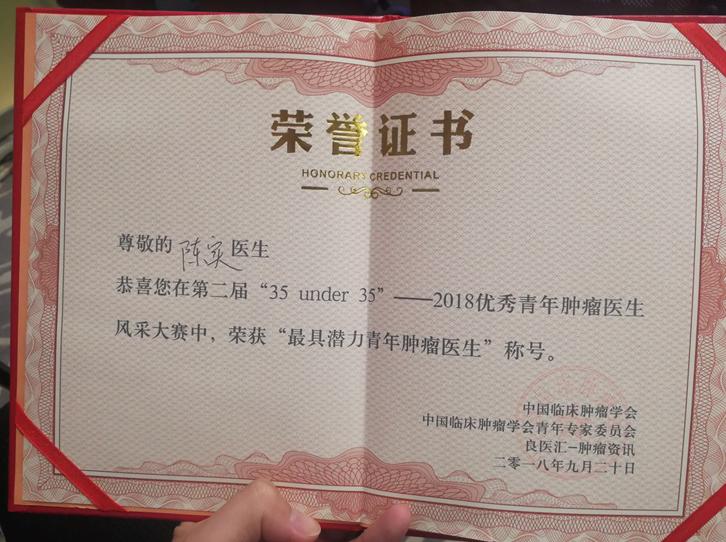 荣誉证书
HONORARY CREDENTIAL
尊敬的 陈实 医生
恭喜您在第二届“35 under 35”——2018优秀青年肿瘤医生
风采大赛中，荣获“最具潜力青年肿瘤医生”称号。
中国临床肿瘤学会
中国临床肿瘤学会青年专家委员会
良医汇-肿瘤资讯
二零一八年九月二十日